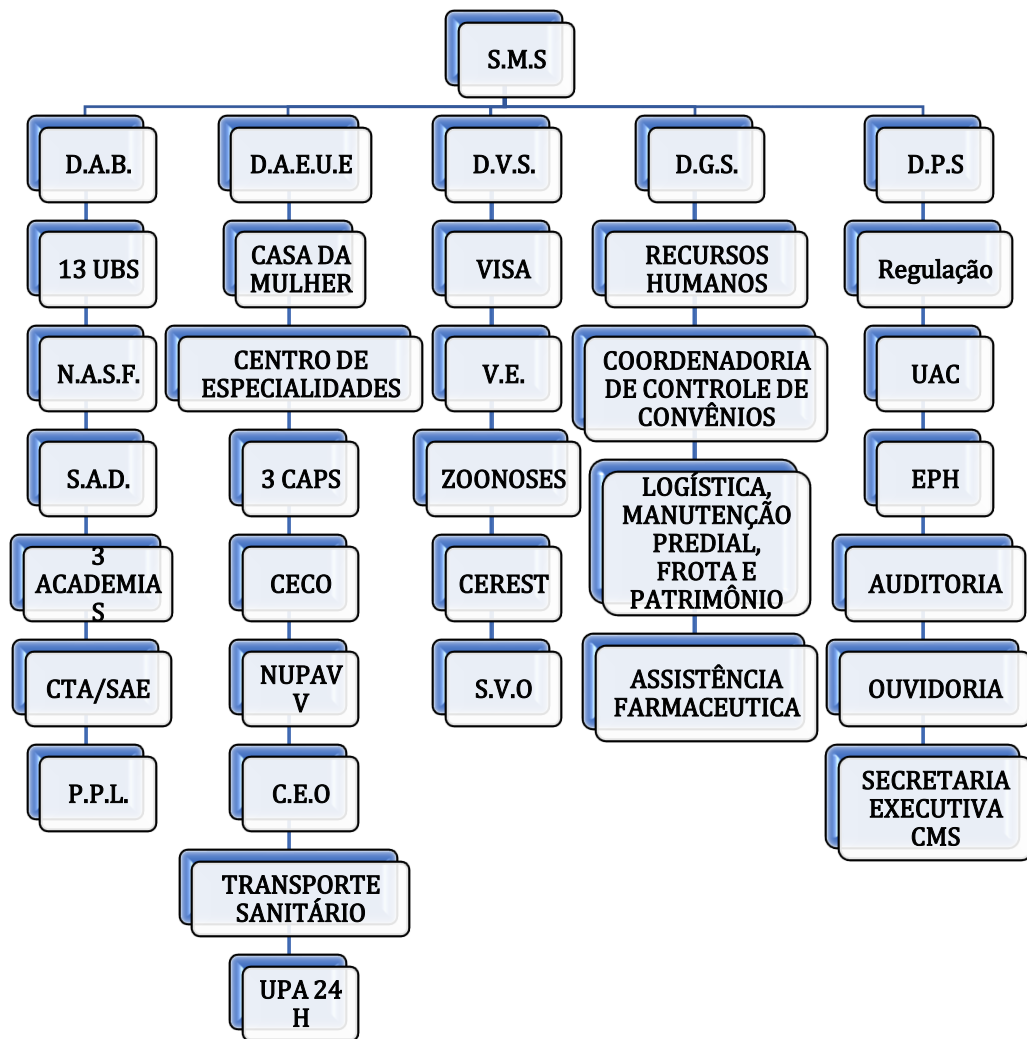 S.M.S
D.A.B.
13 UBS
N.A.S.F.
S.A.D.
3
ACADEMIA
S
CTA/SAE
P.P.L.
D.A.E.U.E
CASA DA
MULHER
CENTRO DE
ESPECIALIDADES
3 CAPS
CECO
NUPAV
V
C.E.O
TRANSPORTE
SANITÁRIO
UPA 24
H
D.V.S.
VISA
V.E.
ZOONOSES
CEREST
S.V.O
D.G.S.
RECURSOS
HUMANOS
COORDENADORIA
DE CONTROLE DE
CONVÊNIOS
LOGÍSTICA,
MANUTENÇÃO
PREDIAL,
FROTA E
PATRIMÔNIO
ASSISTÊNCIA
FARMACEUTICA
D.P.S
Regulação
UAC
EPH
AUDITORIA
OUVIDORIA
SECRETARIA
EXECUTIVA
CMS